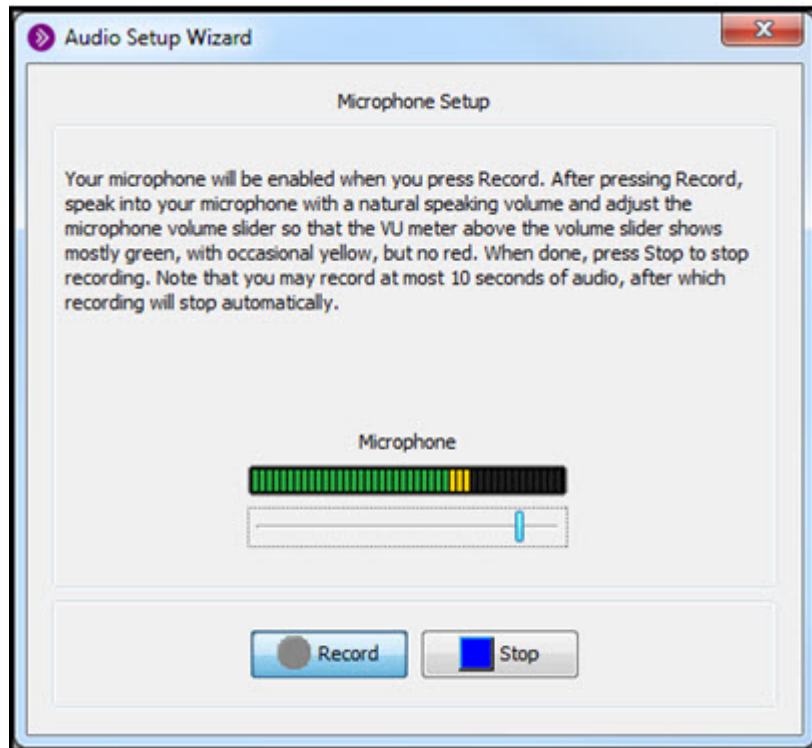 Audio Setup Wizard
Microphone Setup
Your microphone will be enabled when you press Record. After pressing Record,
speak into your microphone with a natural speaking volume and adjust the
microphone volume slider so that the VU meter above the volume slider shows
mostly green, with occasional yellow, but no red. When done, press Stop to stop
recording. Note that you may record at most 10 seconds of audio, after which
recording will stop automatically.
Microphone
Record
Stop